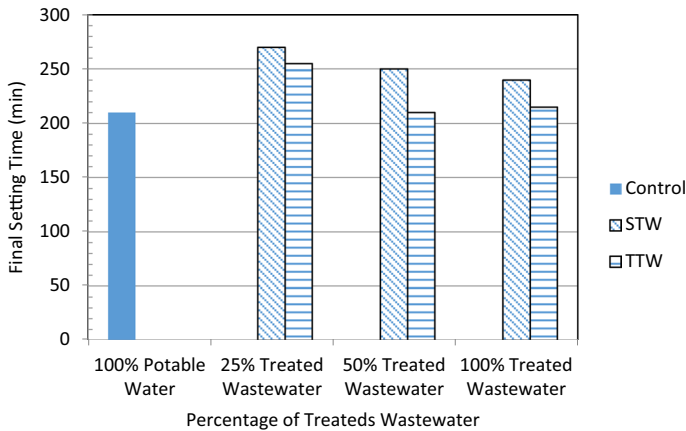 300
250
200
150
100
50
0
Final Setting Time (min)
100% Potable
Water
25% Treated
Wastewater
50% Treated
Wastewater
100% Treated
Wastewater
Percentage of Treateds Wastewater
Control
STW
TTW